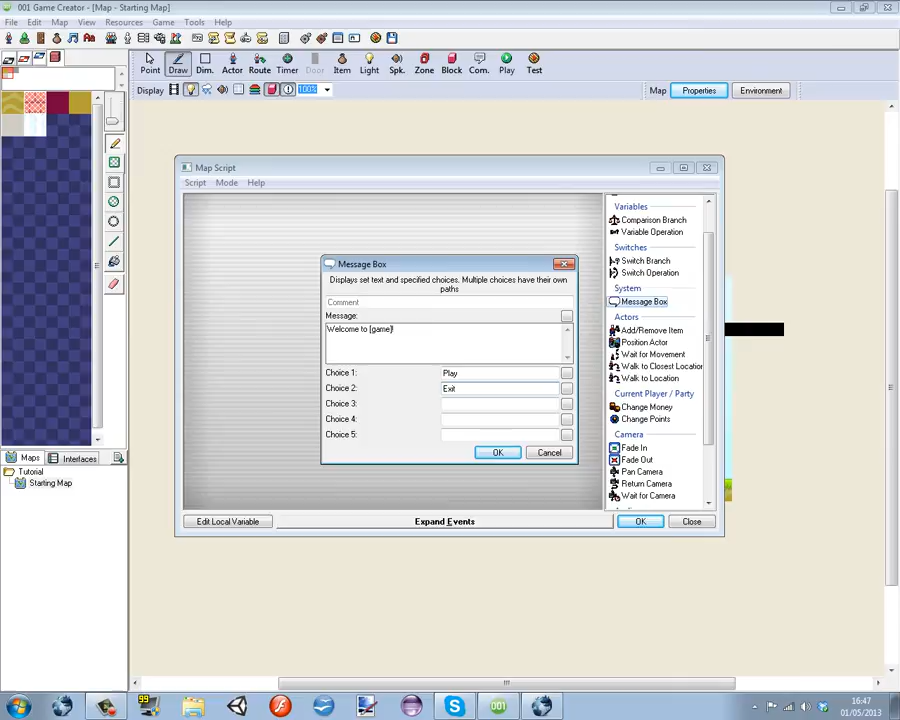 001 Game Creator - [Map - Starting Map]
File Edit Map View Resources Game Tools Help
Point Draw Dim. Actor Route Timer Door Item Light Spk. Zone Block Com. Play Test
Display 100% Map Properties Environment
Map Script
Script Mode Help
Variables
Comparison Branch
Variable Operation
Switches
Switch Branch
Switch Operation
System
Message Box
Actors
Add/Remove Item
Position Actor
Wait for Movement
Walk to Closest Location
Walk to Location
Current Player / Party
Change Money
Change Points
Camera
Fade In
Fade Out
Pan Camera
Return Camera
Wait for Camera
Message Box
Displays set text and specified choices. Multiple choices have their own
paths
Comment
Message:
Welcome to [game]!
Choice 1: Play
Choice 2: Exit
Choice 3:
Choice 4:
Choice 5:
OK Cancel
Edit Local Variable Expand Events OK Close
Maps Interfaces
Tutorial
Starting Map
99
001
16:47
01/05/2013